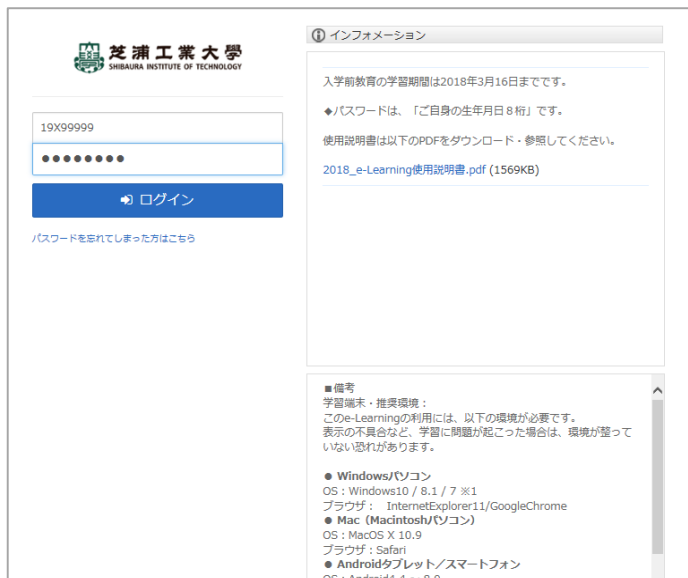 芝浦工業大學
SHIBAURA INSTITUTE OF TECHNOLOGY
19X99999
●●●●●●●●
ログイン
パスワードを忘れてしまった方はこちら
インフォメーション
入学前教育の学習期間は2018年3月16日までです。
◆パスワードは、「ご自身の生年月日８桁」です。
使用説明書は以下のPDFをダウンロード・参照してください。
2018_e-Learning使用説明書.pdf (1569KB)
■備考
学習端末・推奨環境：
このe-Learningの利用には、以下の環境が必要です。
表示の不具合など、学習に問題が起こった場合は、環境が整って
いない恐れがあります。
● Windowsパソコン
OS：Windows10 / 8.1 / 7 ※1
ブラウザ：　InternetExplorer11/GoogleChrome
● Mac（Macintoshパソコン）
OS：MacOS X 10.9
ブラウザ：Safari
● Androidタブレット／スマートフォン